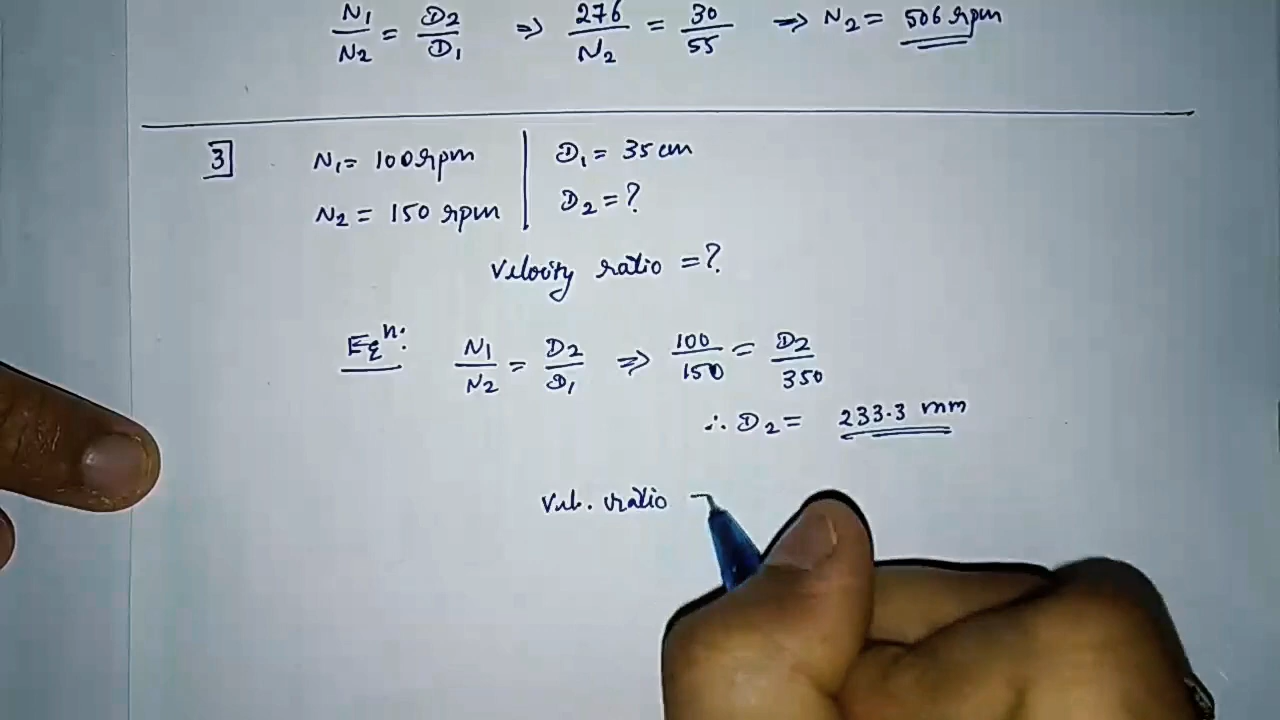 N1/N2 = D2/D1 ⇒ 276/N2 = 30/55 ⇒ N2 = 506 rpm
3 N1 = 100 rpm D1 = 35 cm
N2 = 150 rpm D2 = ?
Velocity ratio = ?
Eqn. N1/N2 = D2/D1 ⇒ 100/150 = D2/350
∴ D2 = 233.3 mm
Vel. ratio